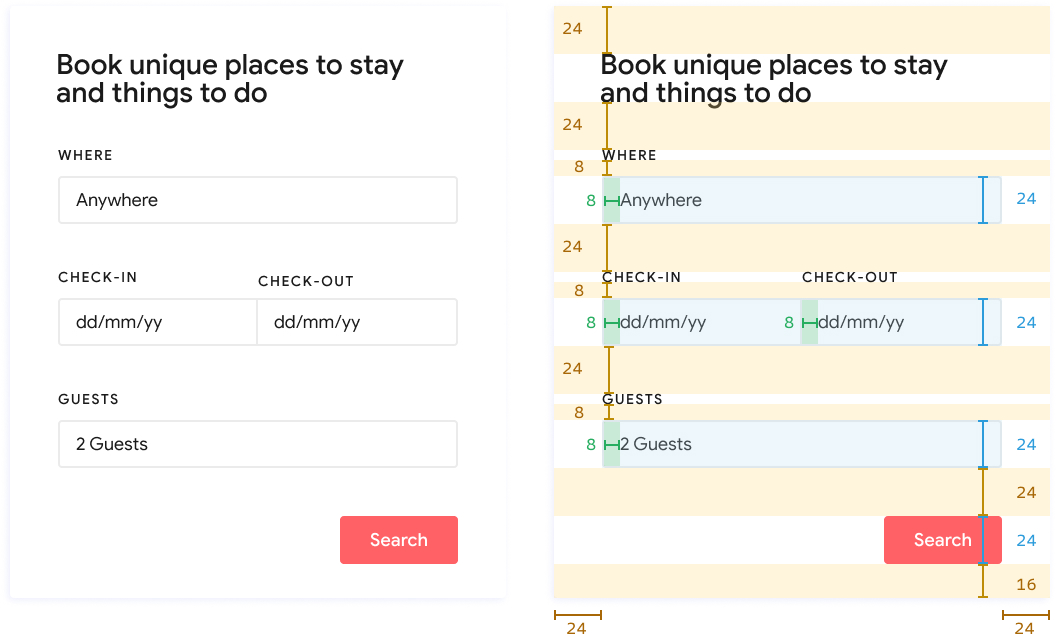 Book unique places to stay
and things to do
WHERE
Anywhere
CHECK-IN CHECK-OUT
dd/mm/yy dd/mm/yy
GUESTS
2 Guests
Search
24
Book unique places to stay
and things to do
24
WHERE
8
8 Anywhere 24
24
CHECK-IN CHECK-OUT
8
8 dd/mm/yy 8 dd/mm/yy 24
24
GUESTS
8
8 2 Guests 24
24
Search 24
16
24 24